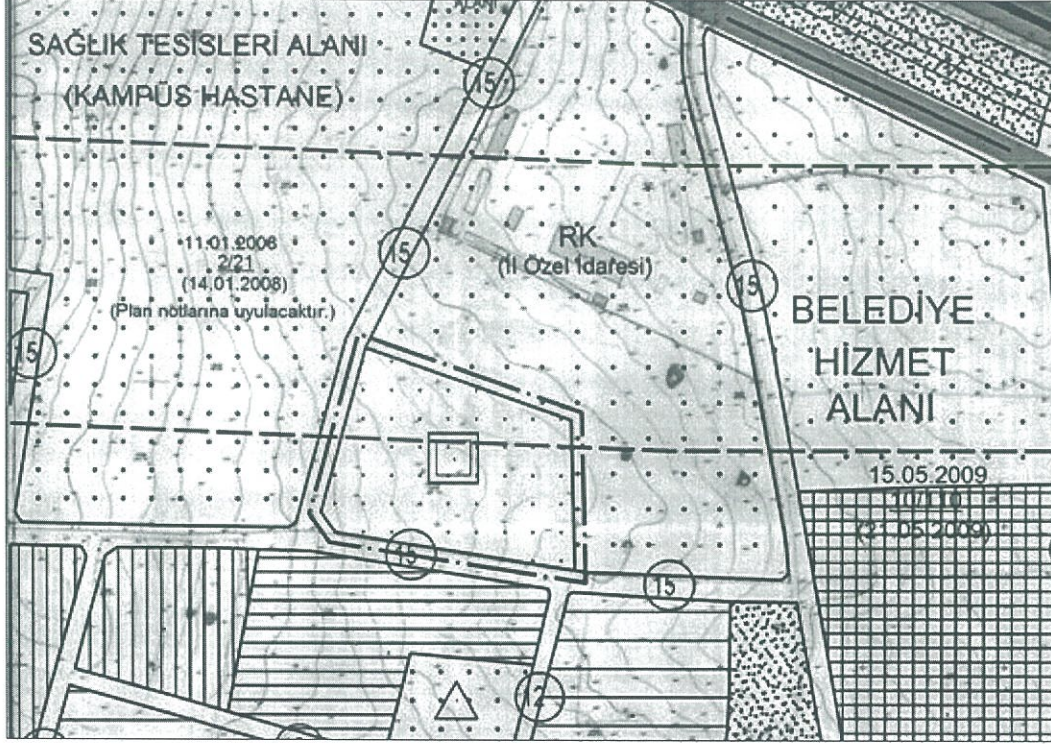 SAĞLIK TESİSLERİ ALANI
(KAMPÜS HASTANE)
15
15
11.01.2006
2/21
(14.01.2008)
(Plan notlarına uyulacaktır.)
RK
(İl Özel İdaresi)
15
15
BELEDİYE
HİZMET
ALANI
15.05.2009
(21.05.2009)
15
15
12